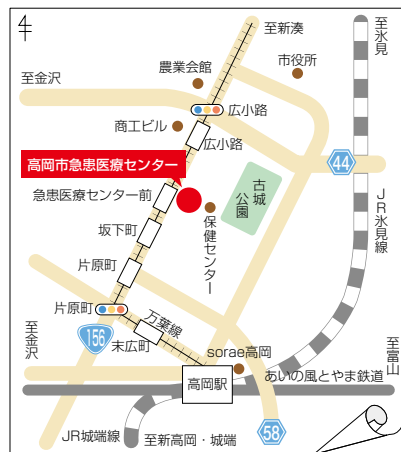 至新湊
至氷見
市役所
農業会館
至金沢
広小路
商工ビル
広小路
高岡市急患医療センター
44
古城公園
急患医療センター前
保健センター
JR氷見線
坂下町
片原町
片原町
万葉線
156
至金沢
末広町
sorae高岡
至富山
高岡駅
あいの風とやま鉄道
JR城端線
至新高岡・城端
58